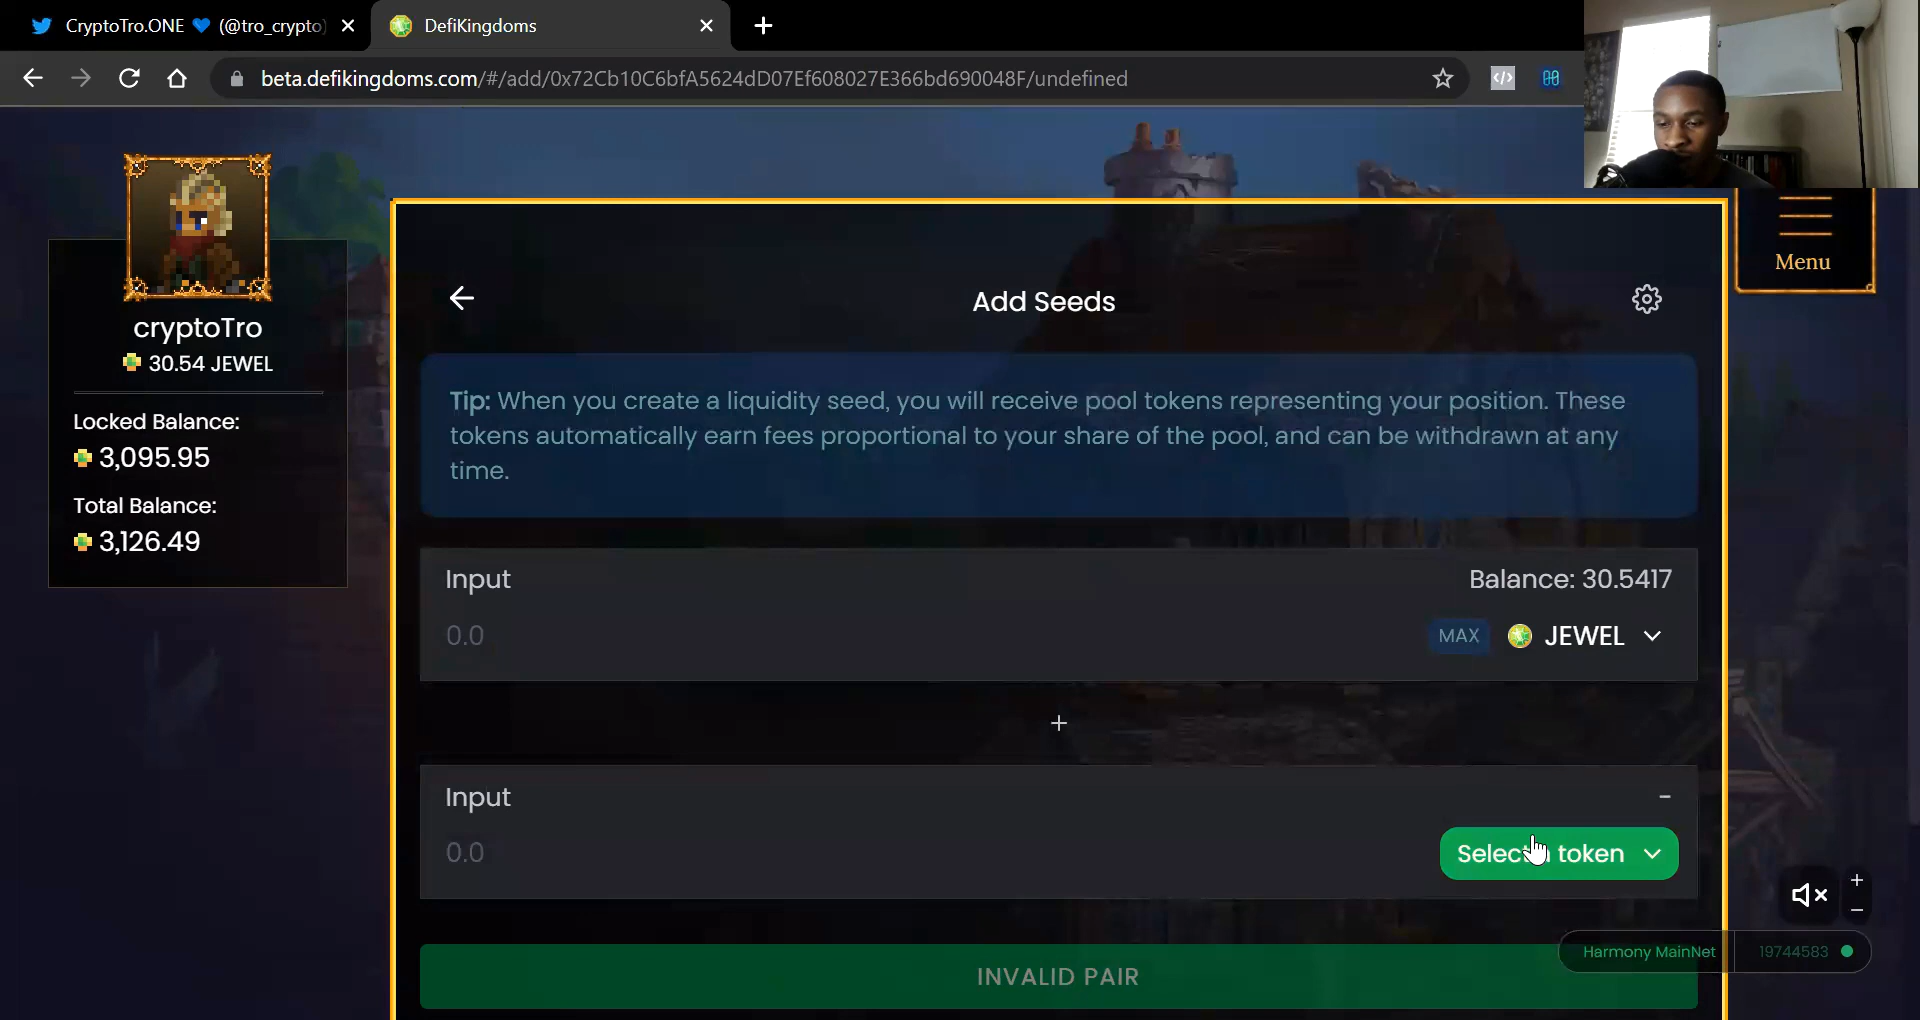 CryptoTro.ONE 💙 (@tro_crypto)
DefiKingdoms
beta.defikingdoms.com/#/add/0x72Cb10C6bfA5624dD07Ef608027E366bd690048F/undefined
Menu
cryptoTro
30.54 JEWEL
Locked Balance:
3,095.95
Total Balance:
3,126.49
Add Seeds
Tip: When you create a liquidity seed, you will receive pool tokens representing your position. These
tokens automatically earn fees proportional to your share of the pool, and can be withdrawn at any
time.
Input
Balance: 30.5417
0.0
MAX
JEWEL
+
Input
-
0.0
Select a token
INVALID PAIR
Harmony MainNet
19744583